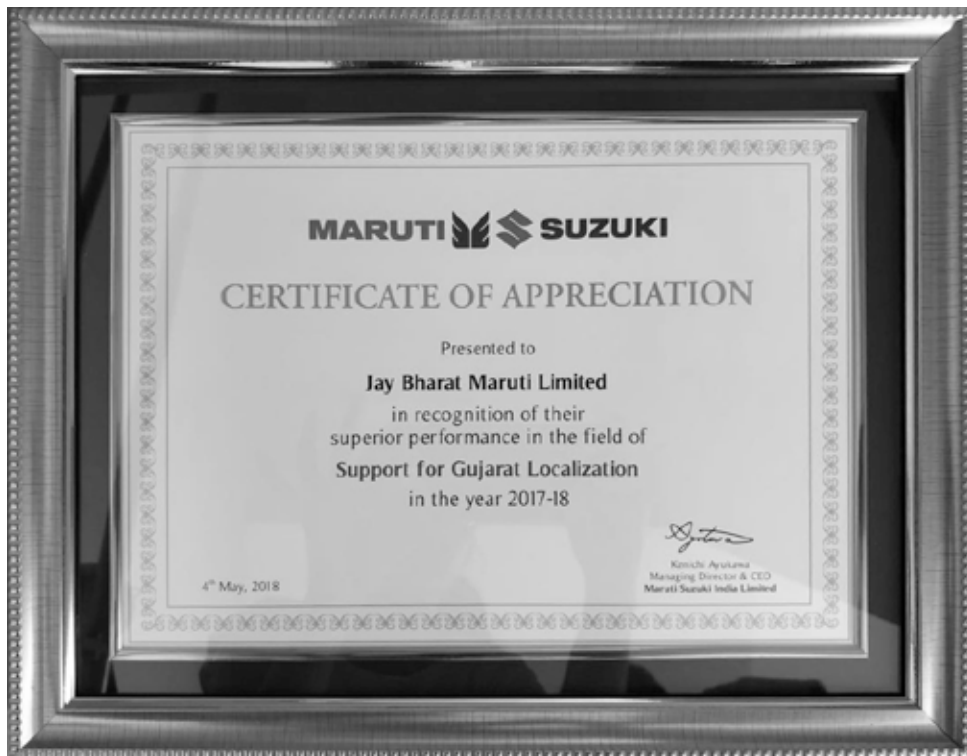 MARUTI SUZUKI
CERTIFICATE OF APPRECIATION
Presented to
Jay Bharat Maruti Limited
in recognition of their
superior performance in the field of
Support for Gujarat Localization
in the year 2017-18
4th May, 2018
Kenichi Ayukawa
Managing Director & CEO
Maruti Suzuki India Limited